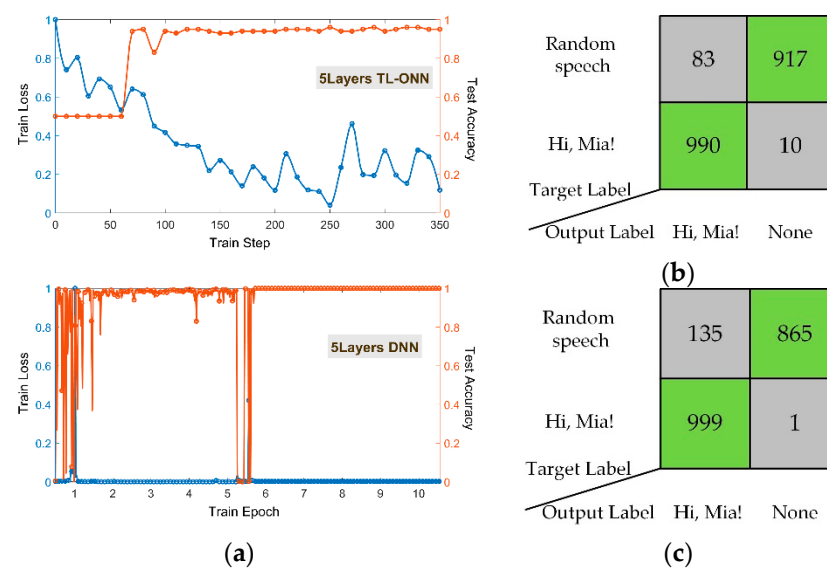 1
0.8
0.6
0.4
0.2
0
Train Loss
5Layers TL-ONN
1
0.8
0.6
0.4
0.2
0
Test Accuracy
0 50 100 150 200 250 300 350
Train Step
1
0.8
0.6
0.4
0.2
0
Train Loss
5Layers DNN
1
0.8
0.6
0.4
0.2
0
Test Accuracy
1 2 3 4 5 6 7 8 9 10
Train Epoch
(a)
Random
speech
83 917
Hi, Mia!
990 10
Target Label
Output Label Hi, Mia! None
(b)
Random
speech
135 865
Hi, Mia!
999 1
Target Label
Output Label Hi, Mia! None
(c)